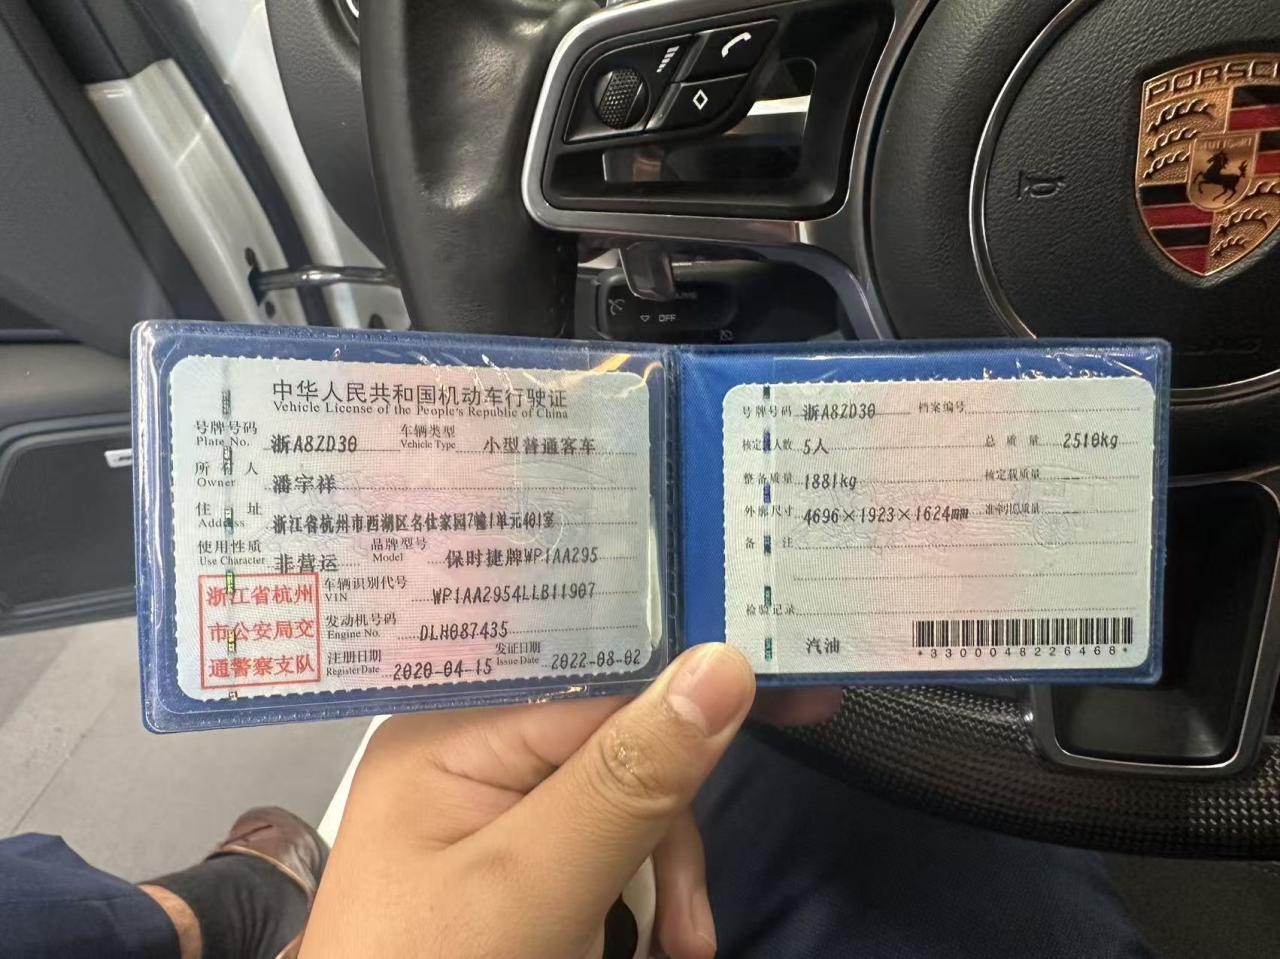 PORSCHE
OFF
中华人民共和国机动车行驶证
Vehicle License of the People's Republic of China
号牌号码 浙A8ZD30 车辆类型 小型普通客车
Plate No. Vehicle Type
所有人 潘宇祥
Owner
住址 浙江省杭州市西湖区名仕家园7幢1单元401室
Address
使用性质 非营运 品牌型号 保时捷牌WP1AA295
Use Character Model
浙江省杭州
市公安局交
通警察支队
车辆识别代号 WP1AA2954LLB11907
VIN
发动机号码 DLH087435
Engine No.
注册日期 2020-04-15 发证日期 2022-08-02
Register Date Issue Date
号牌号码 浙A8ZD30 档案编号
核定载人数 5人 总质量 2510kg
整备质量 1881kg 核定载质量
外廓尺寸 4696×1923×1624mm 准牵引总质量
备注
检验记录
汽油
*3300048226468*